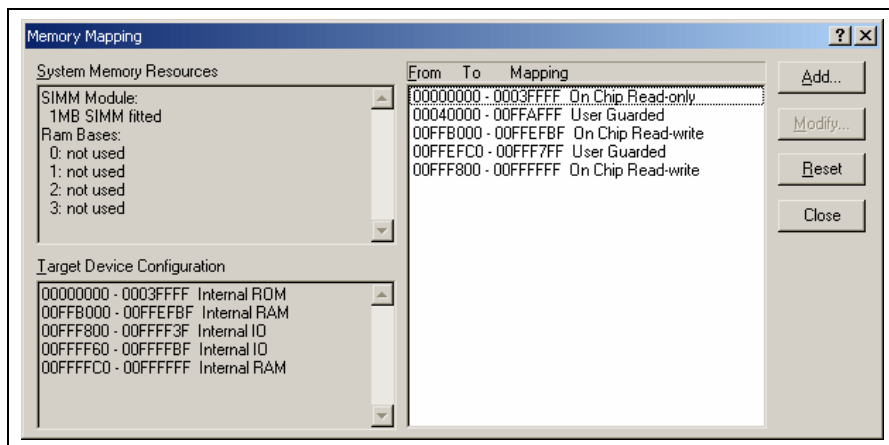 Memory Mapping
System Memory Resources
SIMM Module:
1MB SIMM fitted
Ram Bases:
0: not used
1: not used
2: not used
3: not used
Target Device Configuration
00000000 - 0003FFFF Internal ROM
00FFB000 - 00FFEFBF Internal RAM
00FFF800 - 00FFFF3F Internal IO
00FFFF60 - 00FFFFBF Internal IO
00FFFFC0 - 00FFFFFF Internal RAM
From To Mapping
00000000 - 0003FFFF On Chip Read-only
00040000 - 00FFAFFF User Guarded
00FFB000 - 00FFEFBF On Chip Read-write
00FFEFC0 - 00FFF7FF User Guarded
00FFF800 - 00FFFFFF On Chip Read-write
Add...
Modify...
Reset
Close